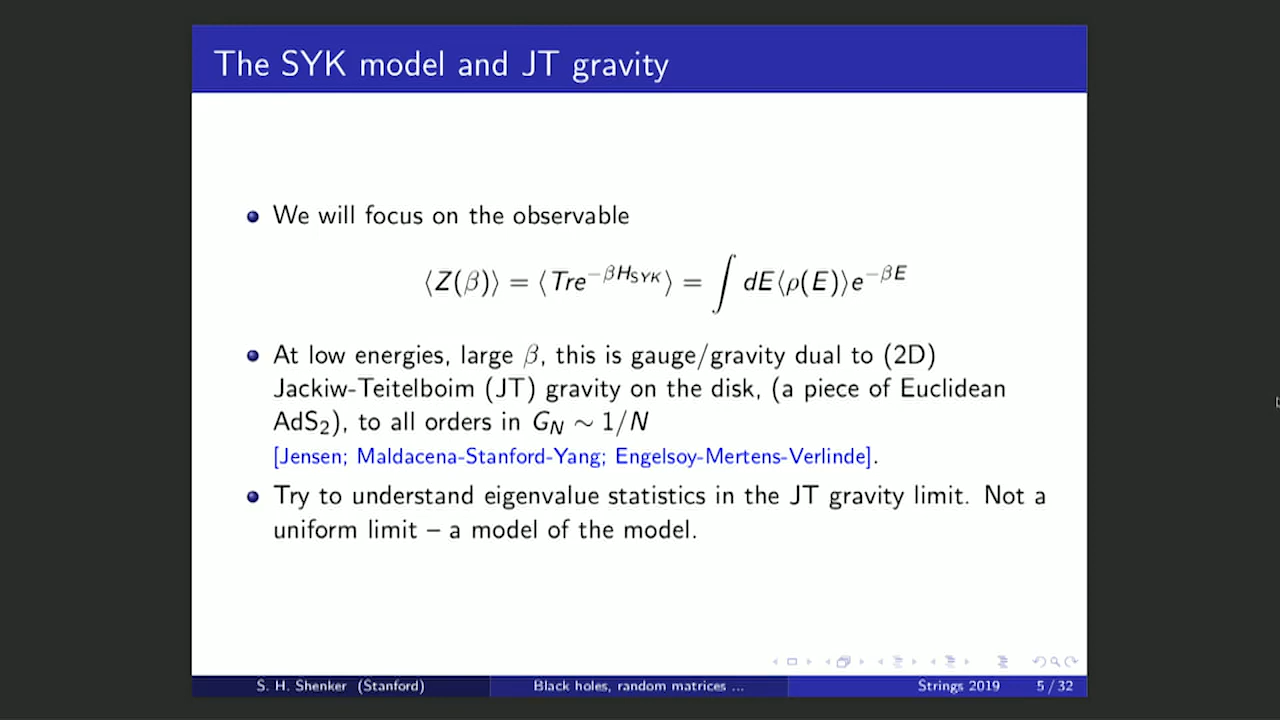 The SYK model and JT gravity
We will focus on the observable
⟨Z(β)⟩ = ⟨Tre^{−βH_{SYK}}⟩ = ∫ dE⟨ρ(E)⟩e^{−βE}
At low energies, large β, this is gauge/gravity dual to (2D)
Jackiw-Teitelboim (JT) gravity on the disk, (a piece of Euclidean
AdS₂), to all orders in G_N ∼ 1/N
[Jensen; Maldacena-Stanford-Yang; Engelsoy-Mertens-Verlinde].
Try to understand eigenvalue statistics in the JT gravity limit. Not a
uniform limit – a model of the model.
S. H. Shenker (Stanford)
Black holes, random matrices ...
Strings 2019
5 / 32